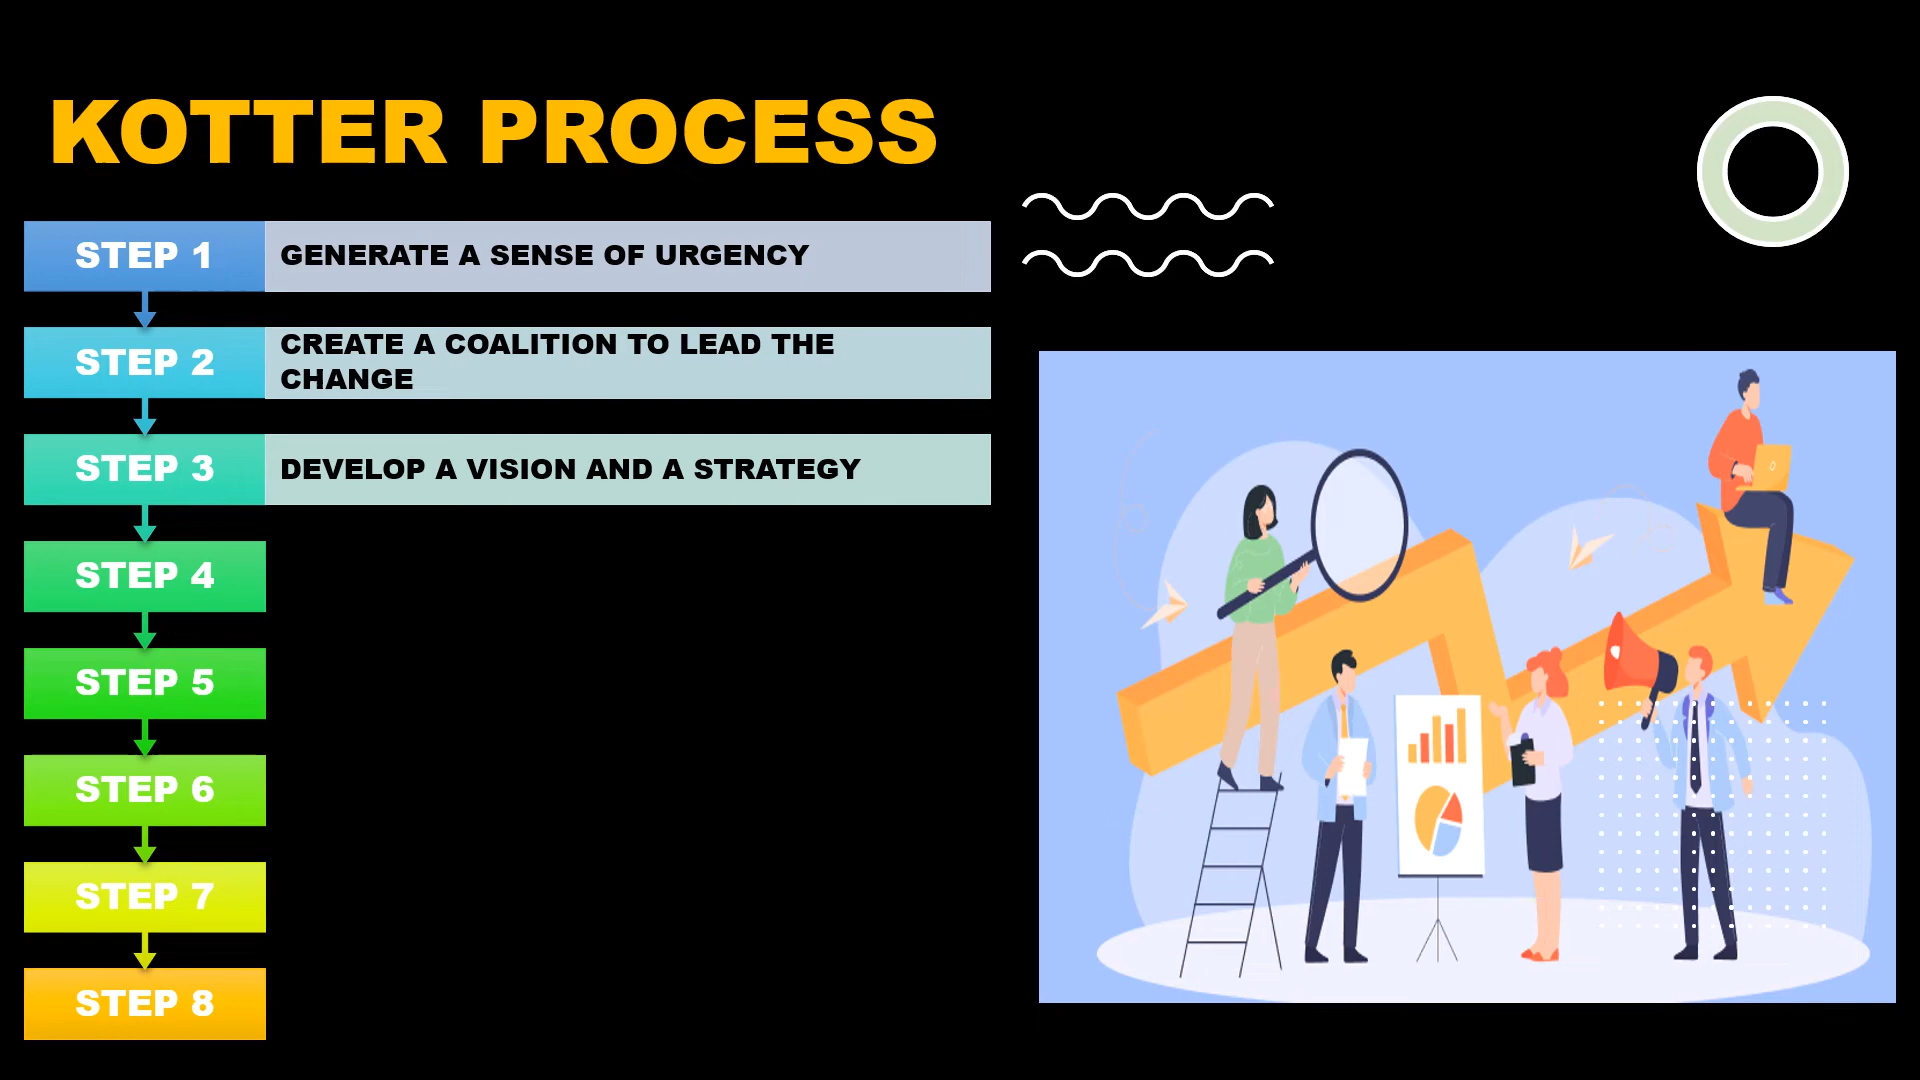 KOTTER PROCESS
STEP 1
GENERATE A SENSE OF URGENCY
STEP 2
CREATE A COALITION TO LEAD THE
CHANGE
STEP 3
DEVELOP A VISION AND A STRATEGY
STEP 4
STEP 5
STEP 6
STEP 7
STEP 8